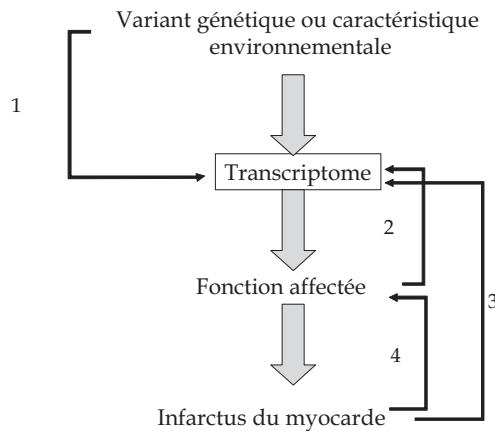 Variant génétique ou caractéristique
environnementale
1
Transcriptome
2
Fonction affectée
3
4
Infarctus du myocarde